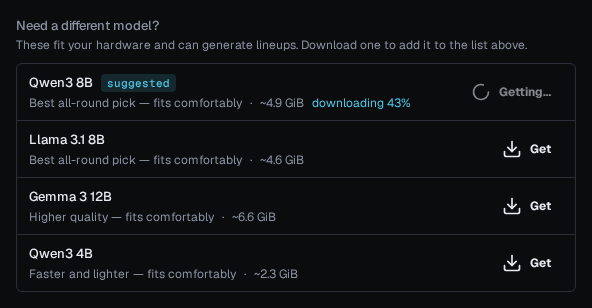 Need a different model?
These fit your hardware and can generate lineups. Download one to add it to the list above.
Qwen3 8B suggested
Best all-round pick — fits comfortably · ~4.9 GiB downloading 43%
Getting…
Llama 3.1 8B
Best all-round pick — fits comfortably · ~4.6 GiB
Get
Gemma 3 12B
Higher quality — fits comfortably · ~6.6 GiB
Get
Qwen3 4B
Faster and lighter — fits comfortably · ~2.3 GiB
Get